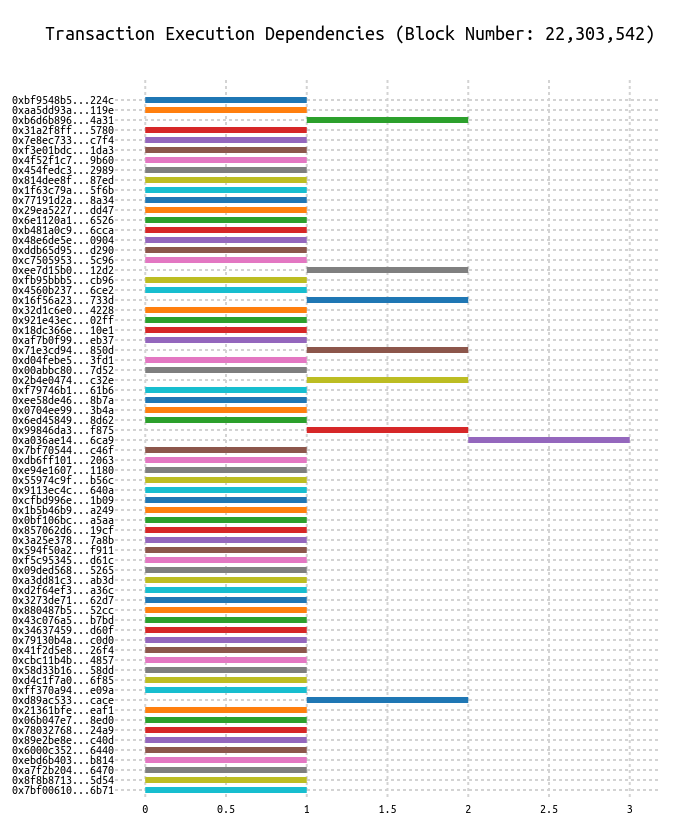 Transaction Execution Dependencies (Block Number: 22,303,542)
0xbf9548b5...224c
0xaa5dd93a...119e
0xb6d6b896...4a31
0x31a2f8ff...5780
0x7e8ec733...c7f4
0xf3e01bdc...1da3
0x4f52f1c7...9b60
0x454fedc3...2989
0x814dee8f...87ed
0x1f63c79a...5f6b
0x77191d2a...8a34
0x29ea5227...dd47
0x6e1120a1...6526
0xb481a0c9...6cca
0x48e6de5e...0904
0xddb65d95...d290
0xc7505953...5c96
0xee7d15b0...12d2
0xfb95bbb5...cb96
0x4560b237...6ce2
0x16f56a23...733d
0x32d1c6e0...4228
0x921e43ec...02ff
0x18dc366e...10e1
0xaf7b0f99...eb37
0x71e3cd94...850d
0xd04febe5...3fd1
0x00abbc80...7d52
0x2b4e0474...c32e
0xf79746b1...61b6
0xee58de46...8b7a
0x0704ee99...3b4a
0x6ed45849...8d62
0x99846da3...f875
0xa036ae14...6ca9
0x7bf70544...c46f
0xdb6ff101...2063
0xe94e1607...1180
0x55974c9f...b56c
0x9113ec4c...640a
0xcfbd996e...1b09
0x1b5b46b9...a249
0x0bf106bc...a5aa
0x857062d6...19cf
0x3a25e378...7a8b
0x594f50a2...f911
0xf5c95345...d61c
0x09ded568...5265
0xa3dd81c3...ab3d
0xd2f64ef3...a36c
0x3273de71...62d7
0x880487b5...52cc
0x43c076a5...b7bd
0x34637459...d60f
0x79130b4a...c0d0
0x41f2d5e8...26f4
0xcbc11b4b...4857
0x58d33b16...58dd
0xd4c1f7a0...6f85
0xff370a94...e09a
0xd89ac533...cace
0x21361bfe...eaf1
0x06b047e7...8ed0
0x78032768...24a9
0x89e2be8e...c40d
0x6000c352...6440
0xebd6b403...b814
0xa7f2b204...6470
0x8f8b8713...5d54
0x7bf00610...6b71
0 0.5 1 1.5 2 2.5 3